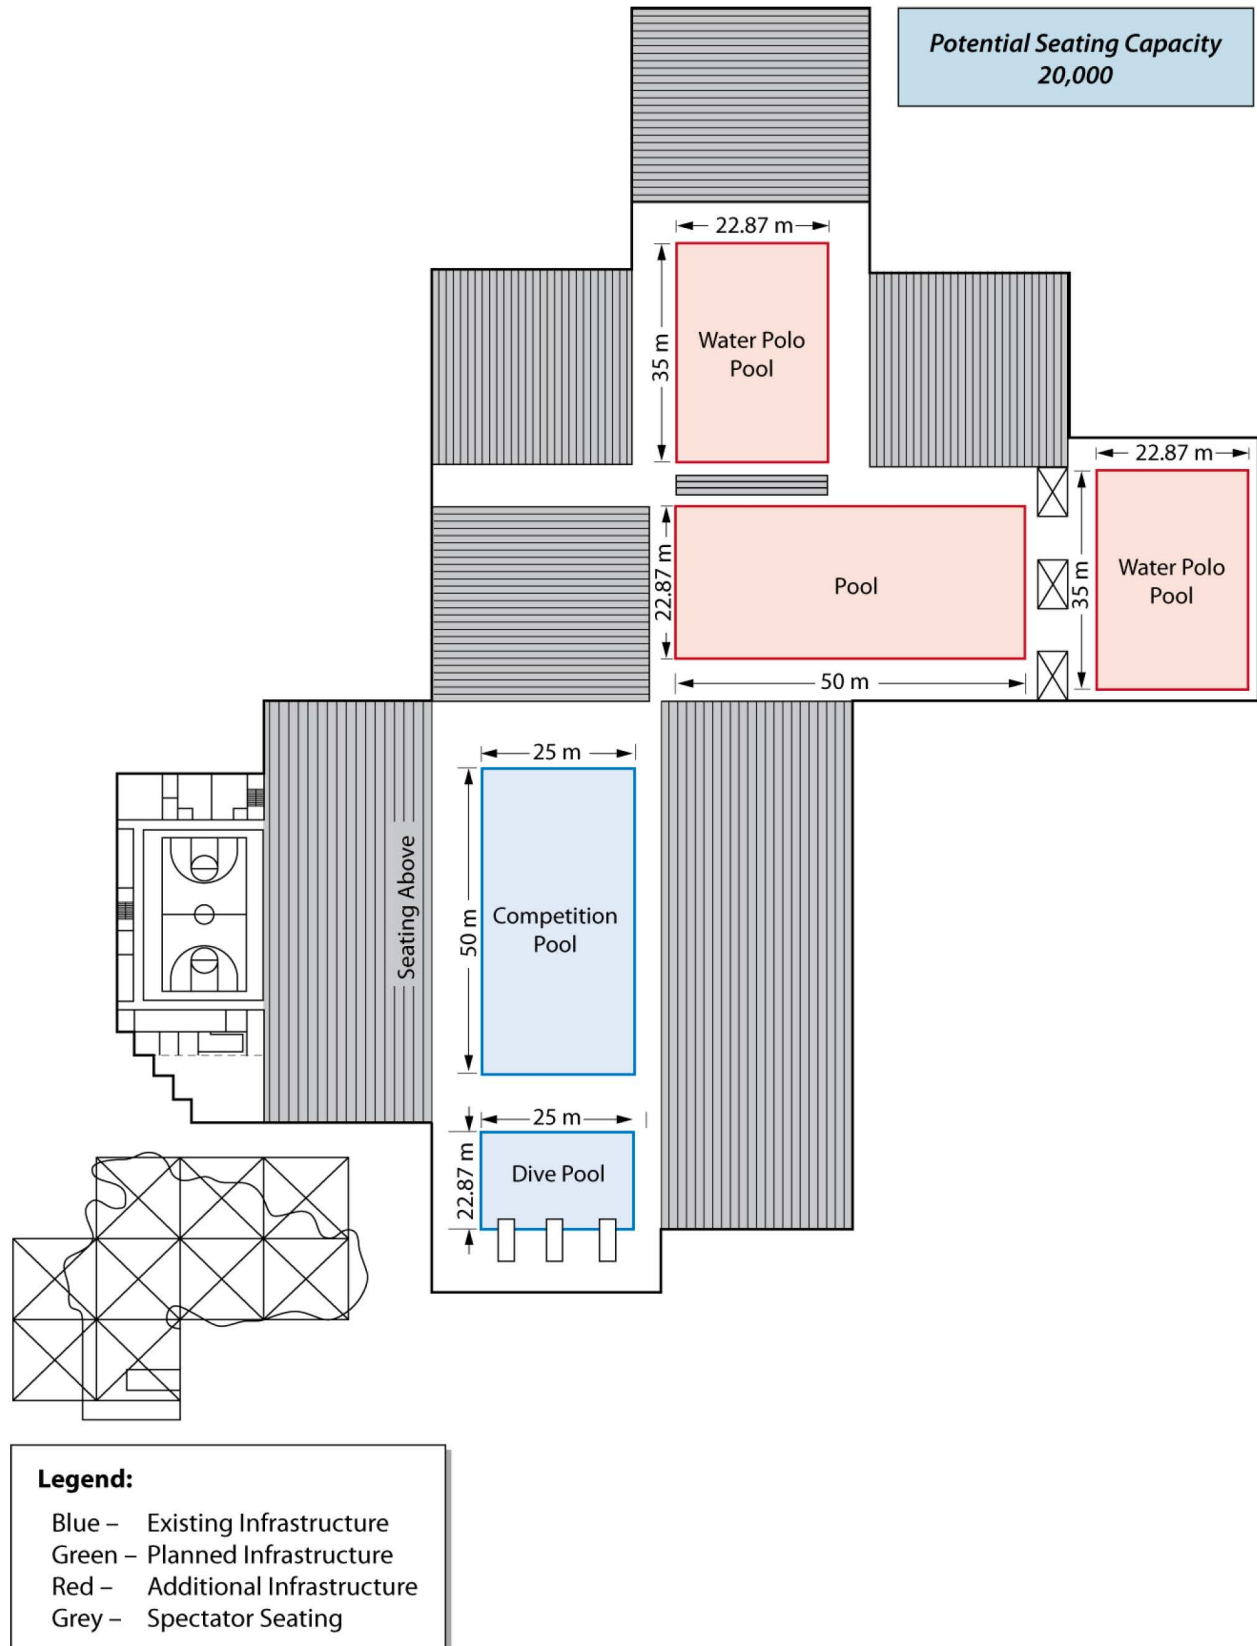 Potential Seating Capacity
20,000
22.87 m
35 m
Water Polo
Pool
22.87 m
35 m
Water Polo
Pool
22.87 m
Pool
50 m
25 m
50 m
Seating Above
Competition
Pool
25 m
22.87 m
Dive Pool
Legend:
Blue – Existing Infrastructure
Green – Planned Infrastructure
Red – Additional Infrastructure
Grey – Spectator Seating